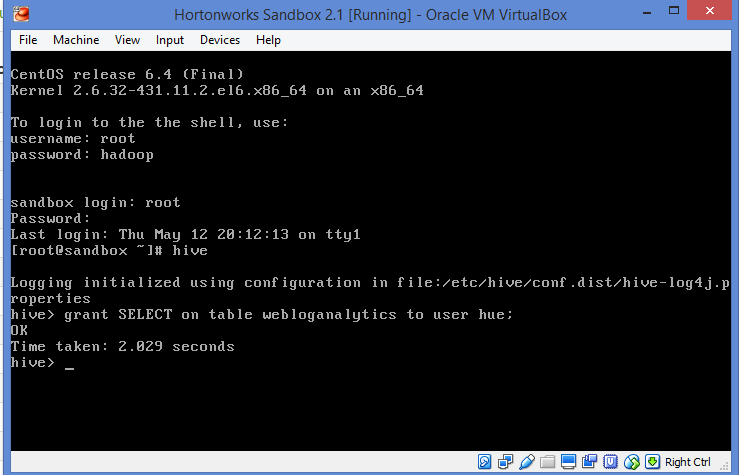 Hortonworks Sandbox 2.1 [Running] - Oracle VM VirtualBox
File Machine View Input Devices Help
CentOS release 6.4 (Final)
Kernel 2.6.32-431.11.2.el6.x86_64 on an x86_64
To login to the the shell, use:
username: root
password: hadoop
sandbox login: root
Password:
Last login: Thu May 12 20:12:13 on tty1
[root@sandbox ~]# hive
Logging initialized using configuration in file:/etc/hive/conf.dist/hive-log4j.p
roperties
hive> grant SELECT on table webloganalytics to user hue;
OK
Time taken: 2.029 seconds
hive> _
Right Ctrl